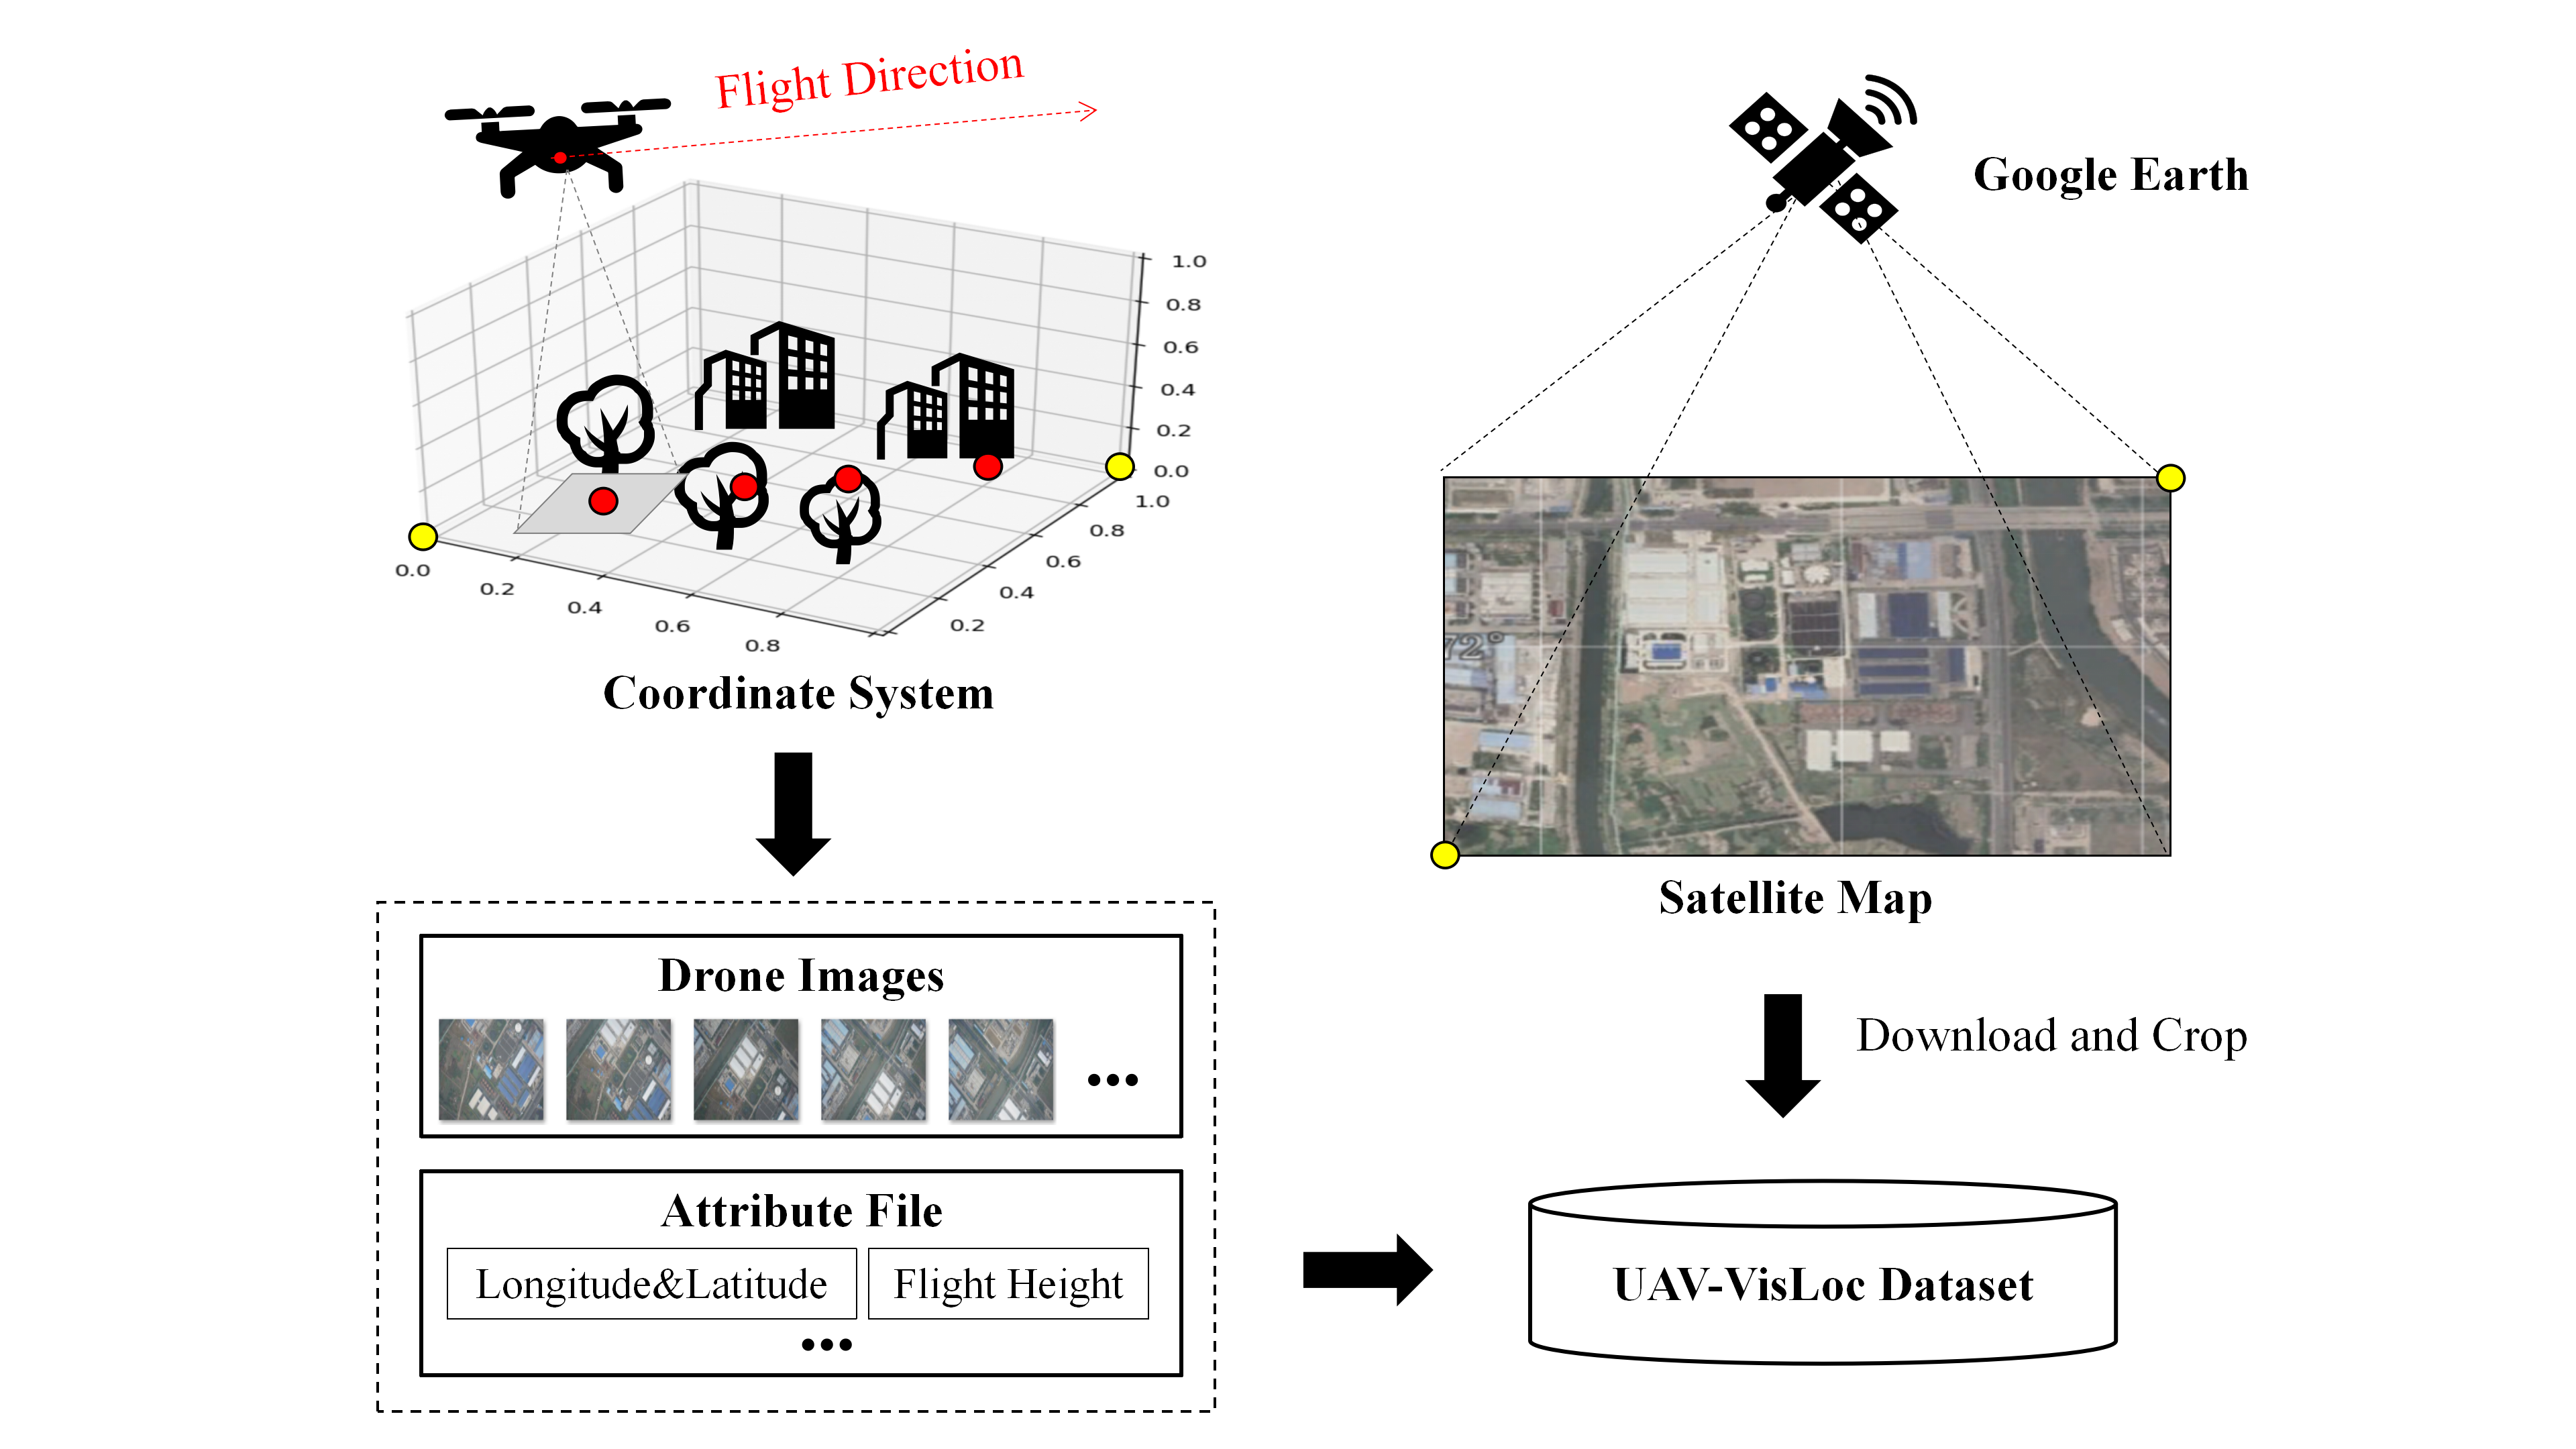 Flight Direction
Google Earth
1.0
0.8
0.6
0.4
0.2
0.0
1.0
0.8
0.6
0.4
0.2
0.0
0.2
0.4
0.6
0.8
Coordinate System
72°
Satellite Map
Drone Images
...
Download and Crop
Attribute File
Longitude&Latitude
Flight Height
...
UAV-VisLoc Dataset